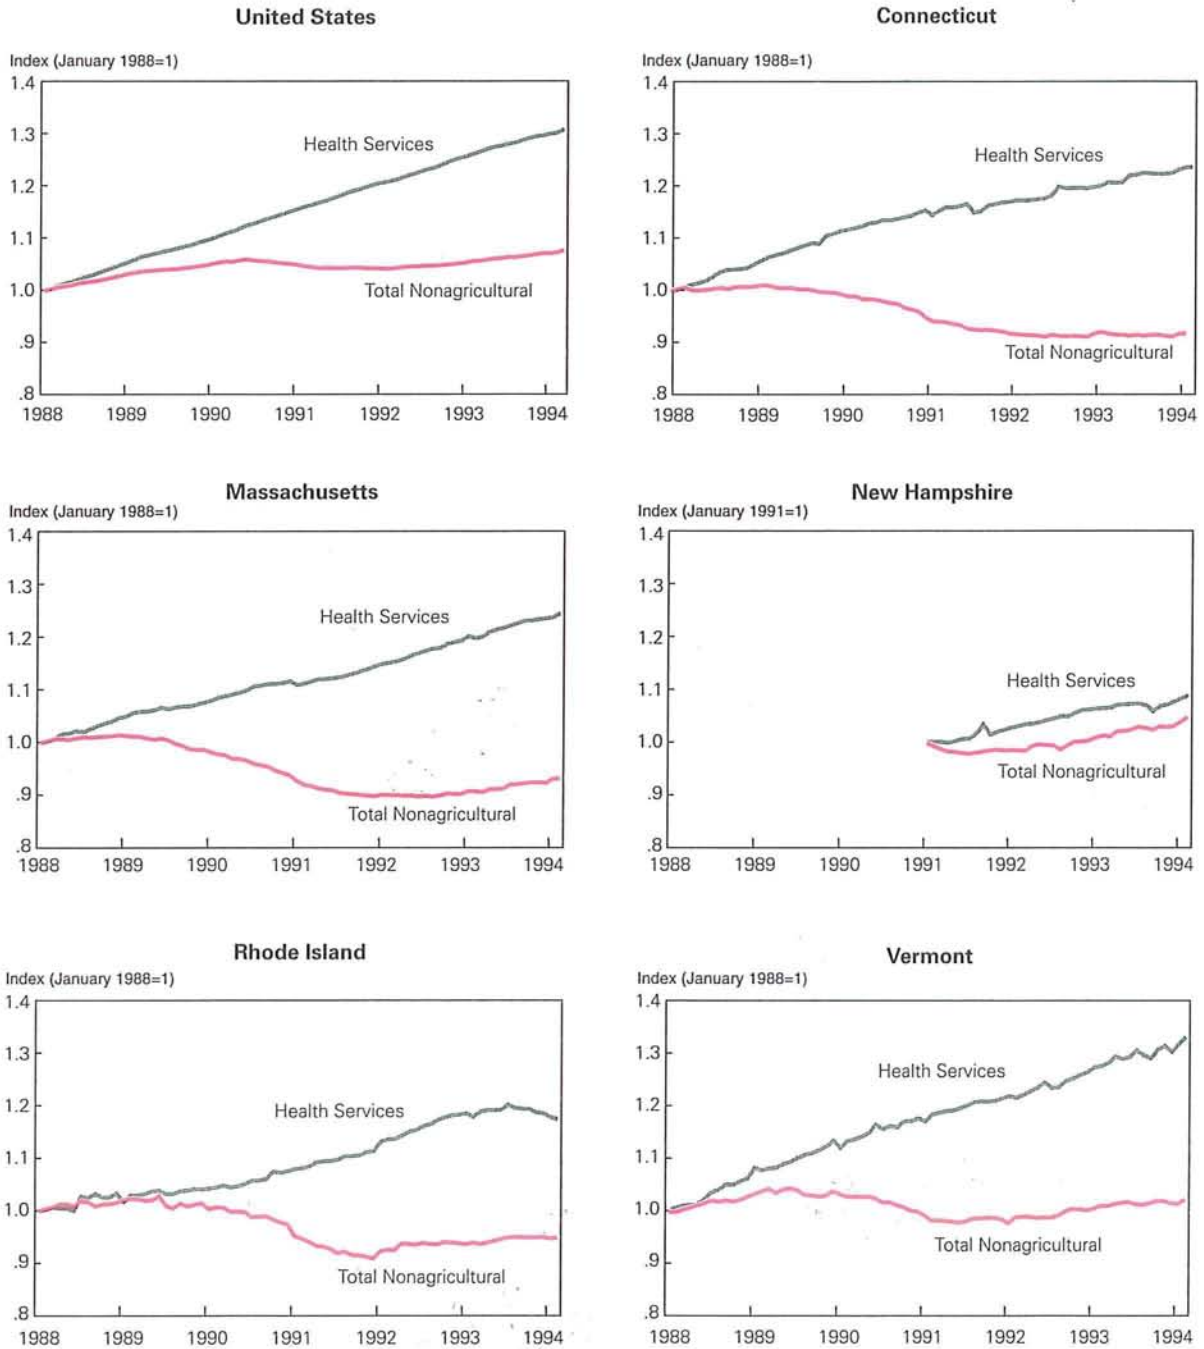 United States
Index (January 1988=1)
1.4
1.3
1.2
1.1
1.0
.9
.8
Health Services
Total Nonagricultural
1988 1989 1990 1991 1992 1993 1994
Connecticut
Index (January 1988=1)
1.4
1.3
1.2
1.1
1.0
.9
.8
Health Services
Total Nonagricultural
1988 1989 1990 1991 1992 1993 1994
Massachusetts
Index (January 1988=1)
1.4
1.3
1.2
1.1
1.0
.9
.8
Health Services
Total Nonagricultural
1988 1989 1990 1991 1992 1993 1994
New Hampshire
Index (January 1991=1)
1.4
1.3
1.2
1.1
1.0
.9
.8
Health Services
Total Nonagricultural
1988 1989 1990 1991 1992 1993 1994
Rhode Island
Index (January 1988=1)
1.4
1.3
1.2
1.1
1.0
.9
.8
Health Services
Total Nonagricultural
1988 1989 1990 1991 1992 1993 1994
Vermont
Index (January 1988=1)
1.4
1.3
1.2
1.1
1.0
.9
.8
Health Services
Total Nonagricultural
1988 1989 1990 1991 1992 1993 1994